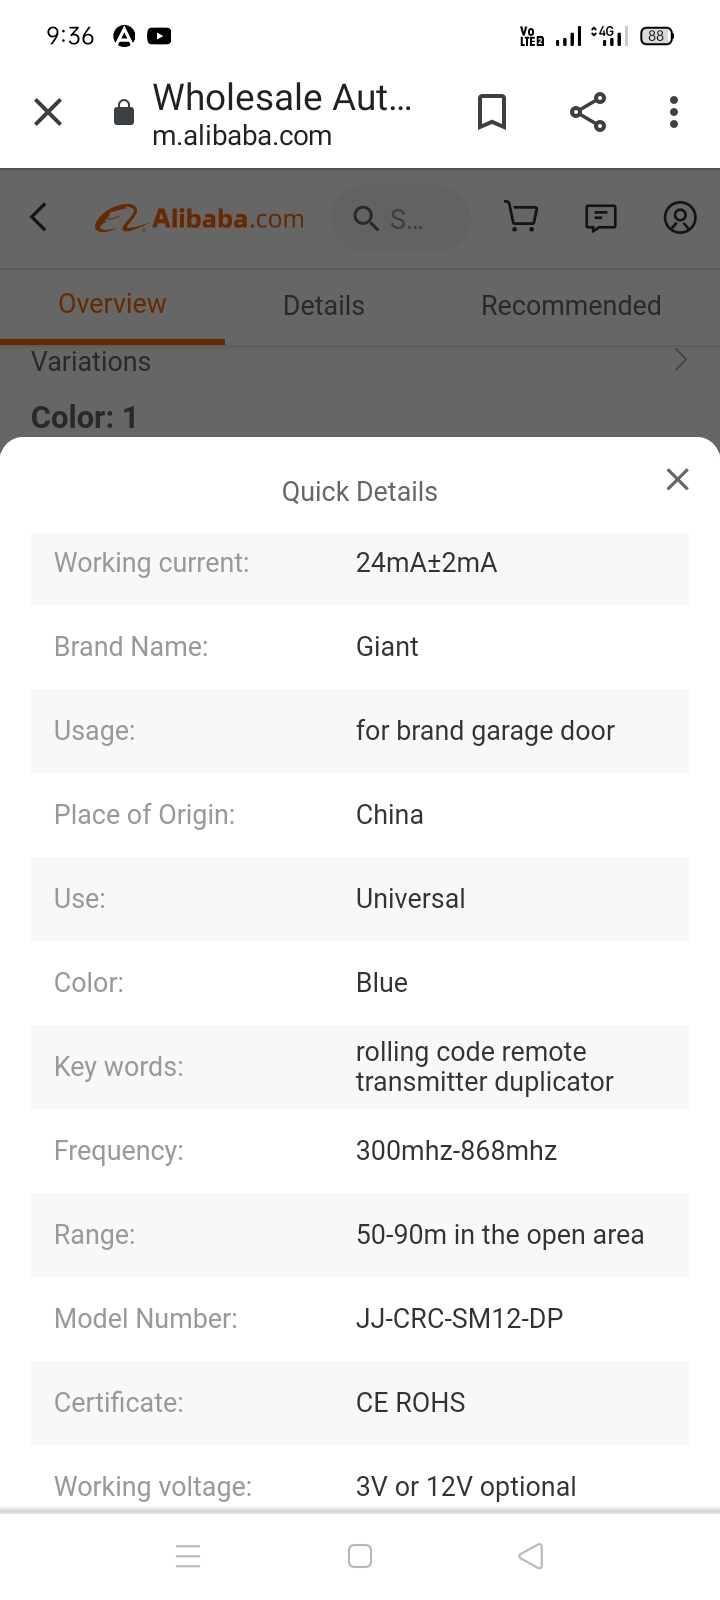 9:36
Vo LTE2 4G 88
Wholesale Aut...
m.alibaba.com
Alibaba.com S...
Overview Details Recommended
Variations
Color: 1
Quick Details
Working current: 24mA±2mA
Brand Name: Giant
Usage: for brand garage door
Place of Origin: China
Use: Universal
Color: Blue
Key words: rolling code remote
transmitter duplicator
Frequency: 300mhz-868mhz
Range: 50-90m in the open area
Model Number: JJ-CRC-SM12-DP
Certificate: CE ROHS
Working voltage: 3V or 12V optional